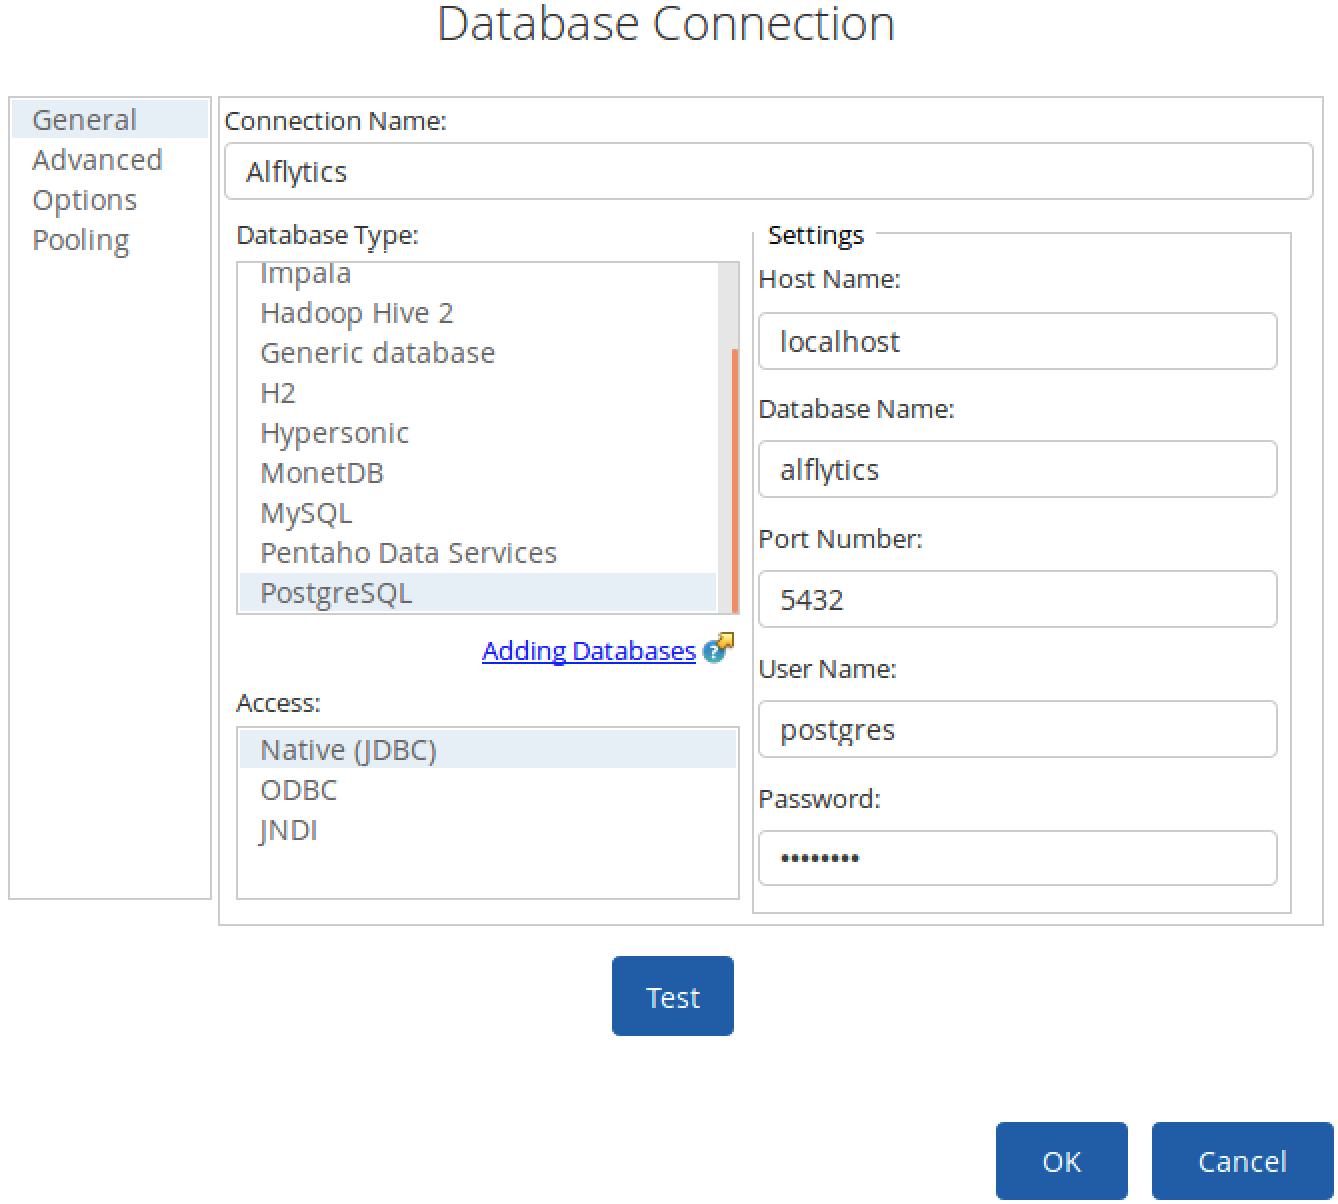 Database Connection
General
Advanced
Options
Pooling
Connection Name:
Alflytics
Database Type:
Impala
Hadoop Hive 2
Generic database
H2
Hypersonic
MonetDB
MySQL
Pentaho Data Services
PostgreSQL
Adding Databases ?
Access:
Native (JDBC)
ODBC
JNDI
Settings
Host Name:
localhost
Database Name:
alflytics
Port Number:
5432
User Name:
postgres
Password:
••••••••
Test
OK
Cancel